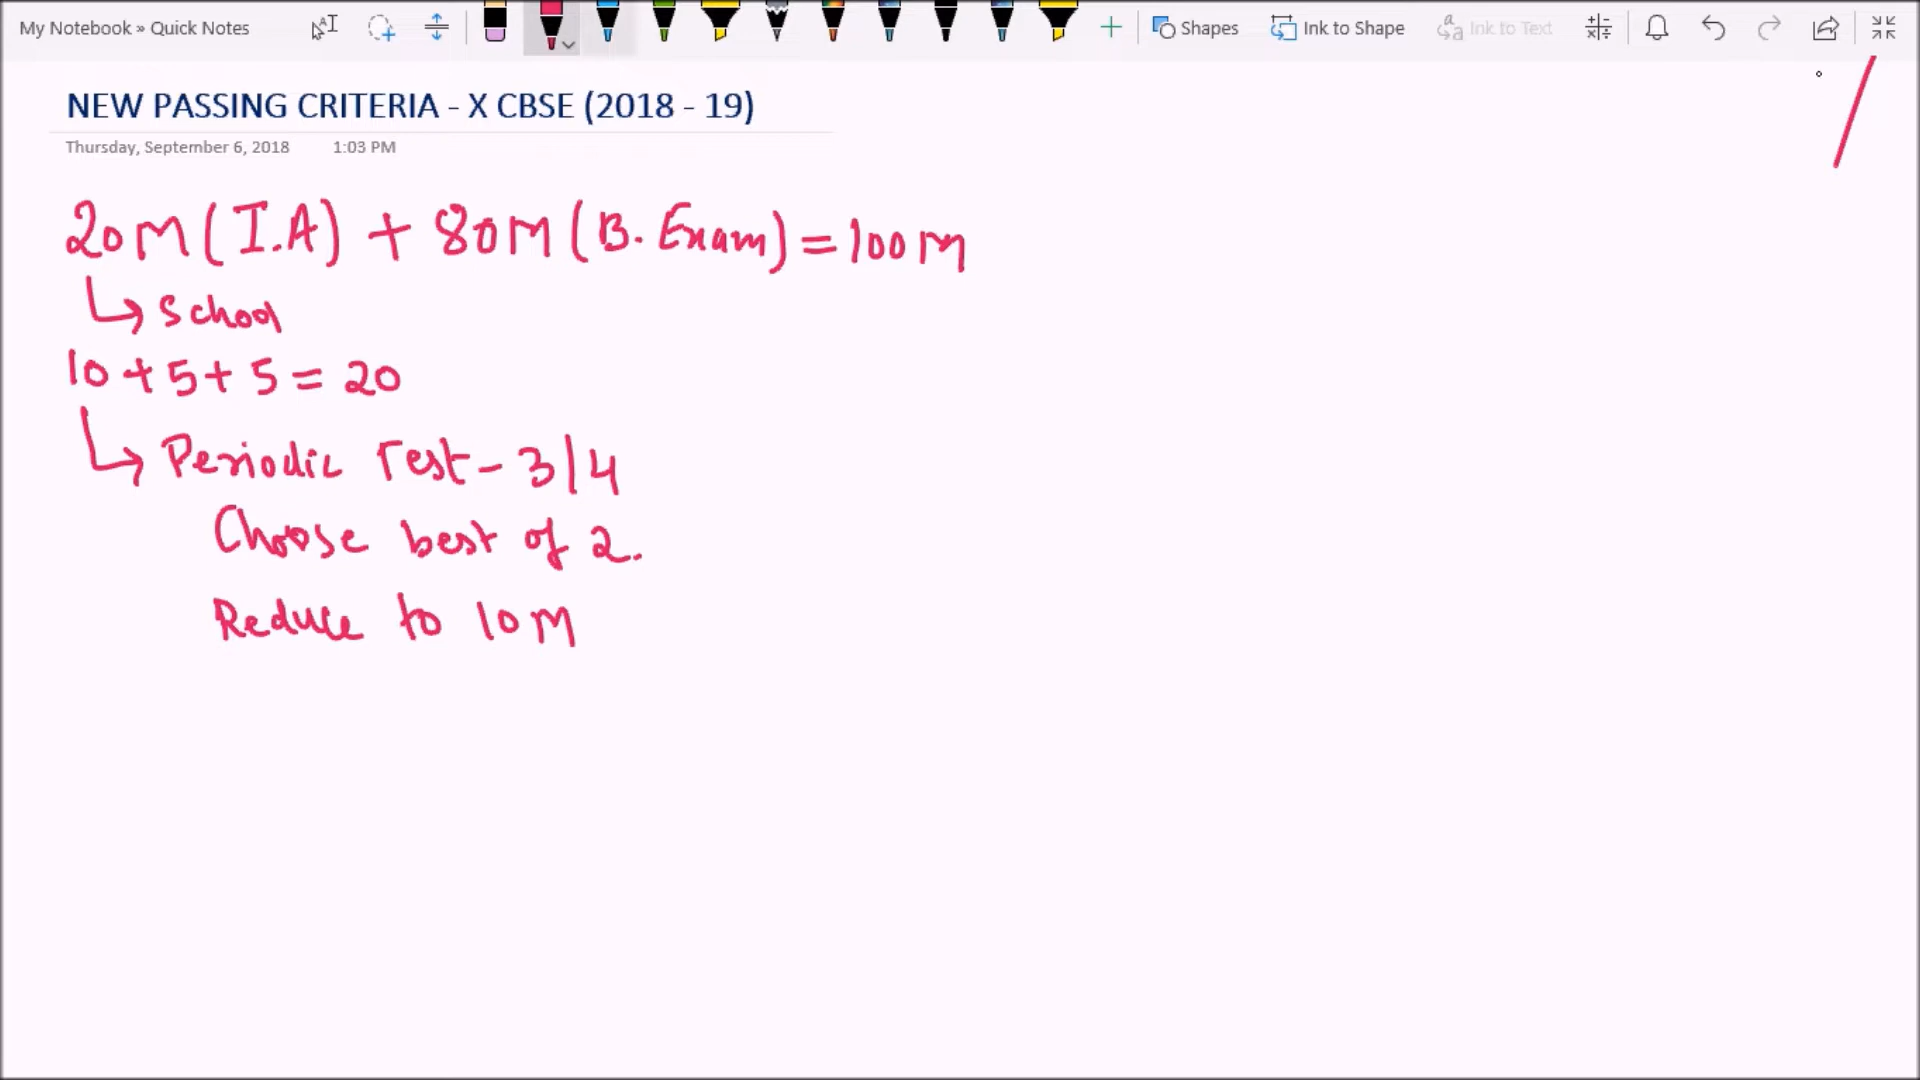 My Notebook » Quick Notes
Shapes
Ink to Shape
Ink to Text
NEW PASSING CRITERIA - X CBSE (2018 - 19)
Thursday, September 6, 2018 1:03 PM
20M (I.A) + 80M (B. Exam) = 100M
↳ School
10 + 5 + 5 = 20
↳ Periodic Test - 3/4
Choose best of 2.
Reduce to 10M